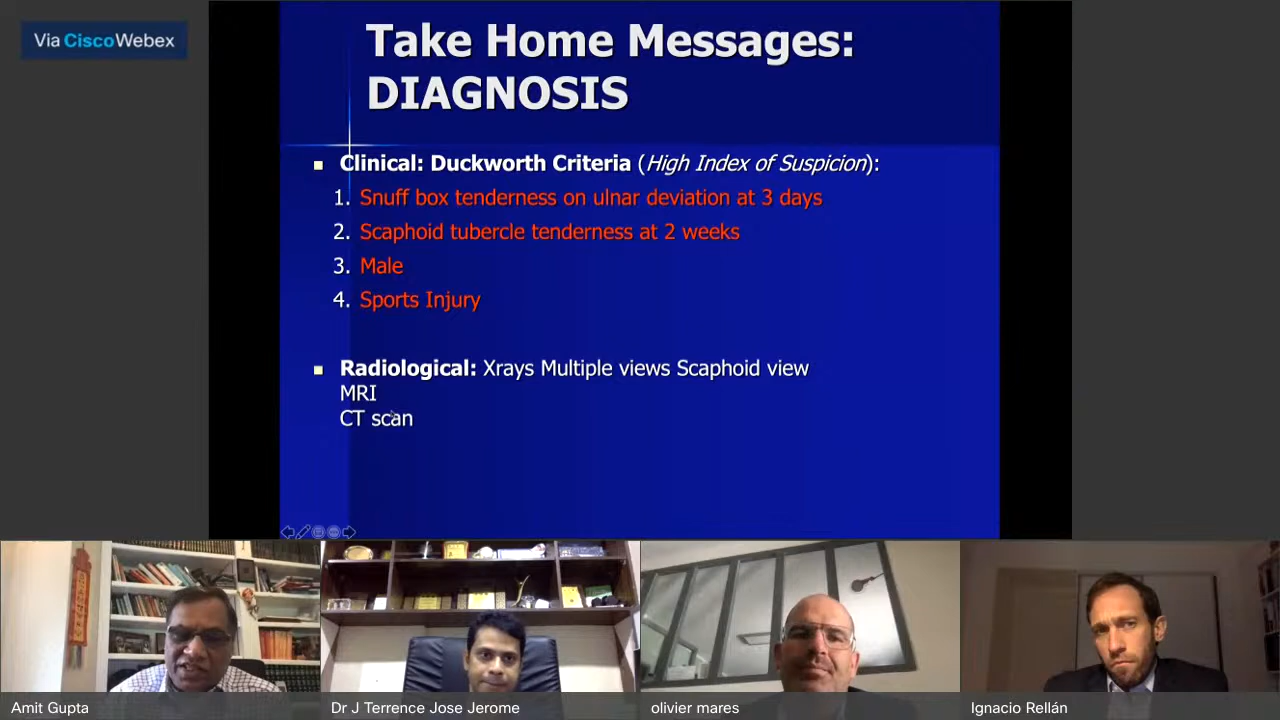 Via Cisco Webex
Take Home Messages:
DIAGNOSIS
Clinical: Duckworth Criteria (High Index of Suspicion):
1. Snuff box tenderness on ulnar deviation at 3 days
2. Scaphoid tubercle tenderness at 2 weeks
3. Male
4. Sports Injury
Radiological: Xrays Multiple views Scaphoid view
MRI
CT scan
Amit Gupta
Dr J Terrence Jose Jerome
olivier mares
Ignacio Rellán